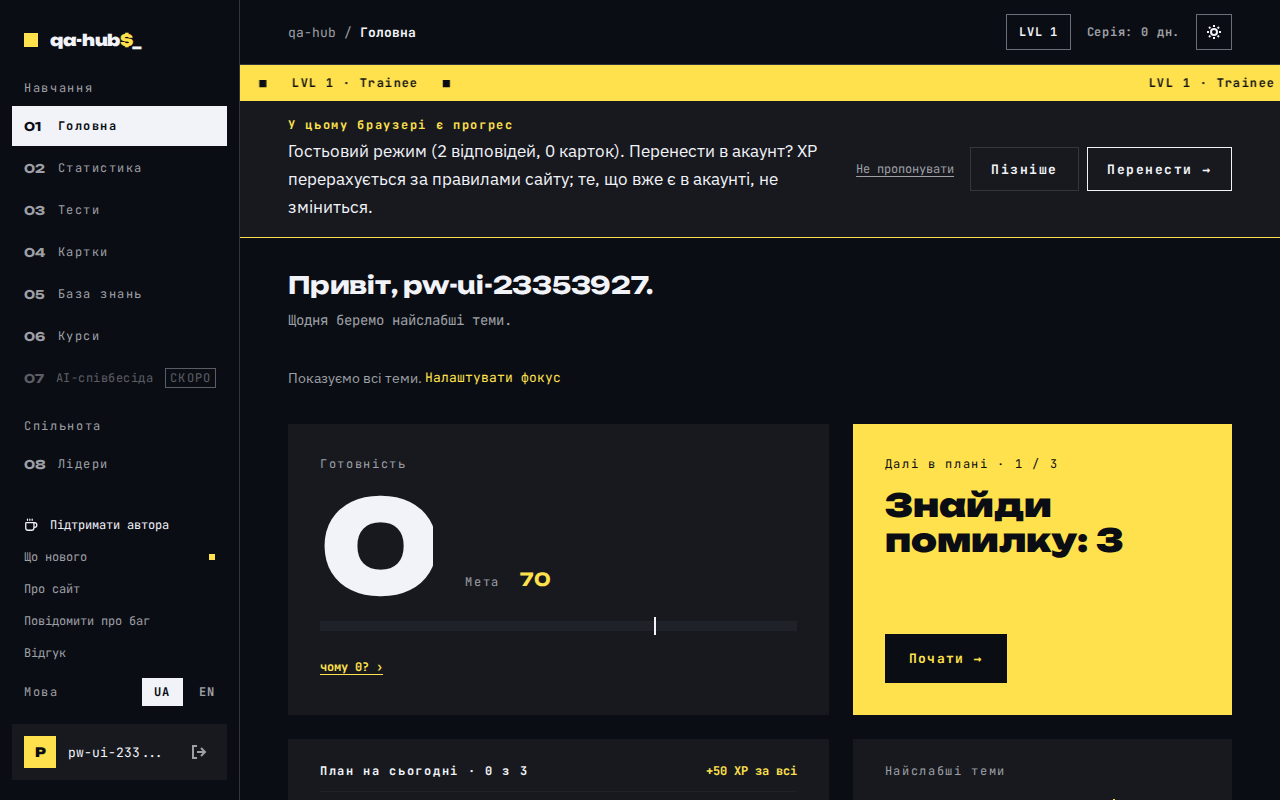 qa-hub$_
Навчання
01 Головна
02 Статистика
03 Тести
04 Картки
05 База знань
06 Курси
07 AI-співбесіда СКОРО
Спільнота
08 Лідери
Підтримати автора
Що нового
Про сайт
Повідомити про баг
Відгук
Мова UA EN
P pw-ui-233...
qa-hub / Головна
LVL 1 Серія: 0 дн.
LVL 1 · Trainee
LVL 1 · Trainee
У цьому браузері є прогрес
Гостьовий режим (2 відповідей, 0 карток). Перенести в акаунт? XP
перерахується за правилами сайту; те, що вже є в акаунті, не
зміниться.
Не пропонувати
Пізніше
Перенести →
Привіт, pw-ui-23353927.
Щодня беремо найслабші теми.
Показуємо всі теми. Налаштувати фокус
Готовність
0
Мета 70
чому 0? ›
Далі в плані · 1 / 3
Знайди
помилку: 3
Почати →
План на сьогодні · 0 з 3
+50 XP за всі
Найслабші теми